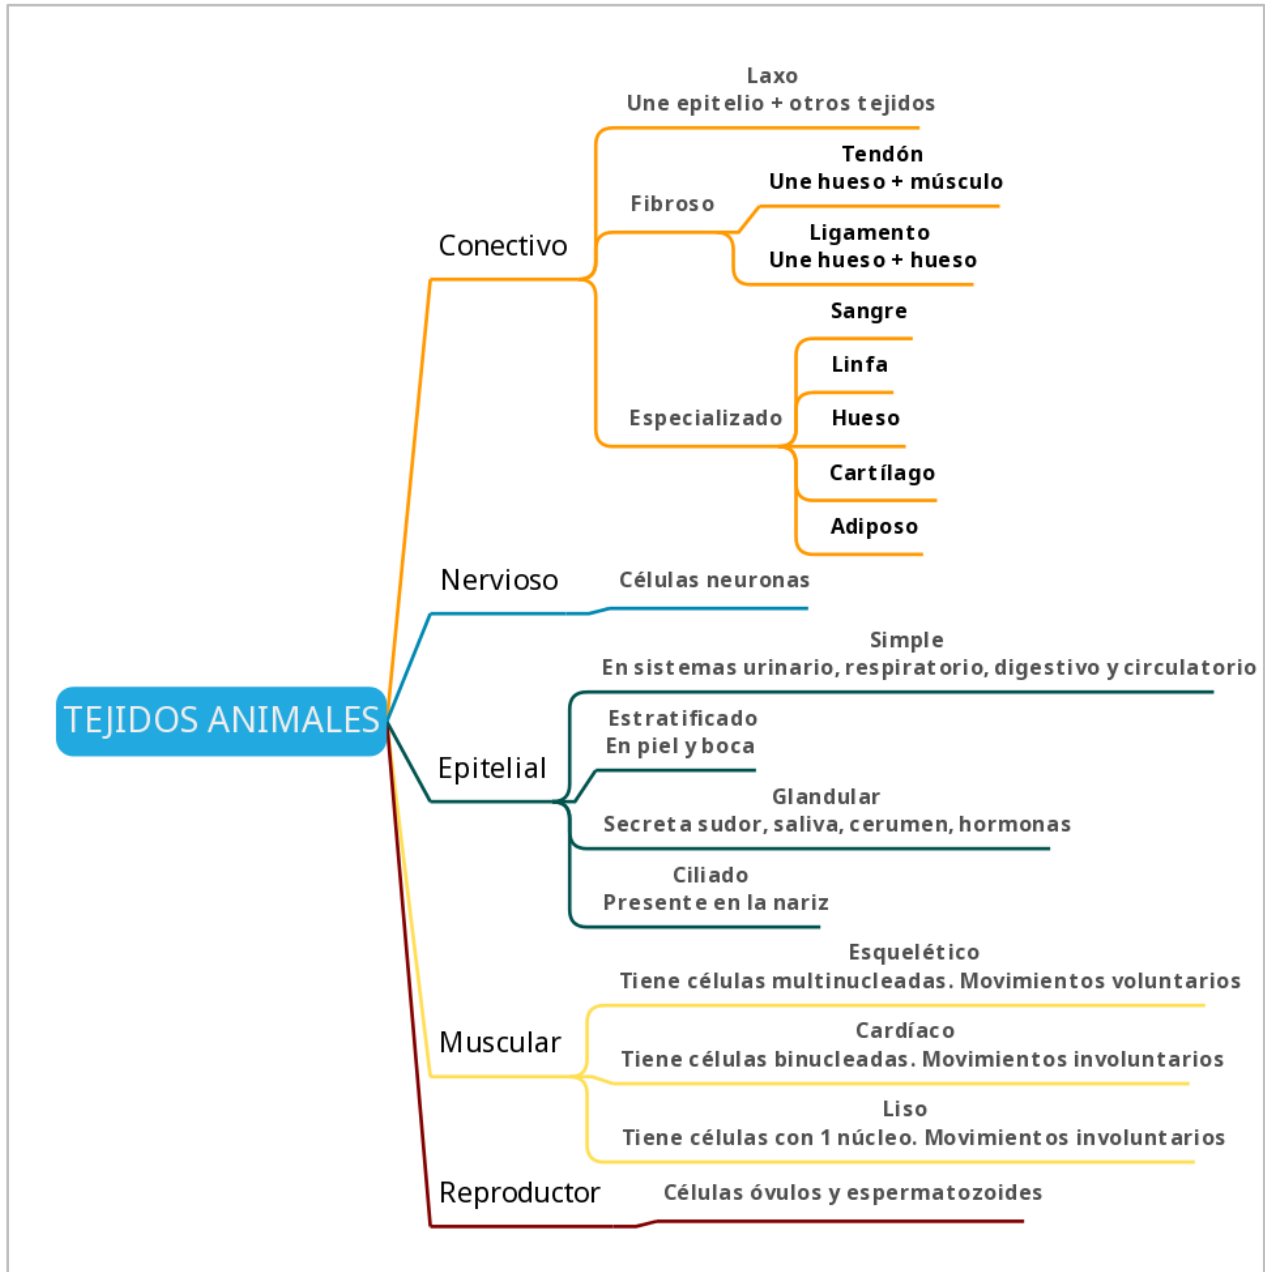 Laxo
Une epitelio + otros tejidos
Tendón
Une hueso + músculo
Fibroso
Ligamento
Une hueso + hueso
Conectivo
Sangre
Linfa
Especializado
Hueso
Cartílago
Adiposo
Nervioso
Células neuronas
Simple
En sistemas urinario, respiratorio, digestivo y circulatorio
TEJIDOS ANIMALES
Estratificado
En piel y boca
Epitelial
Glandular
Secreta sudor, saliva, cerumen, hormonas
Ciliado
Presente en la nariz
Esquelético
Tiene células multinucleadas. Movimientos voluntarios
Muscular
Cardíaco
Tiene células binucleadas. Movimientos involuntarios
Liso
Tiene células con 1 núcleo. Movimientos involuntarios
Reproductor
Células óvulos y espermatozoides